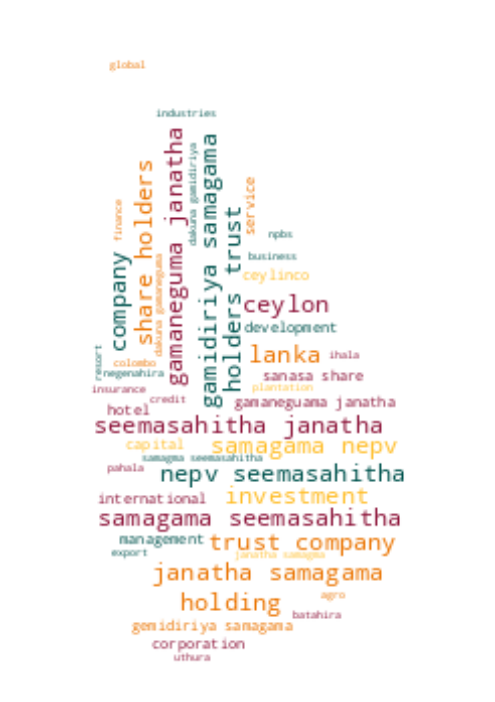 global
industries
gamaneguma janatha
gamidiriya samagama
dakuna gamidiriya
share holders
service
finance
holders trust
npbs
company
dakuna gamaneguma
business
ceylinco
ceylon
development
resort
lanka
ihala
colombo
negenahira
sanasa share
insurance
plantation
credit
gamaneguama janatha
hotel
seemasahitha janatha
capital
samagama nepv
samagma seemasahitha
pahala
nepv seemasahitha
international
investment
samagama seemasahitha
management
trust company
export
janatha samagma
janatha samagama
holding
agro
batahira
gemidiriya samagama
corporation
uthura